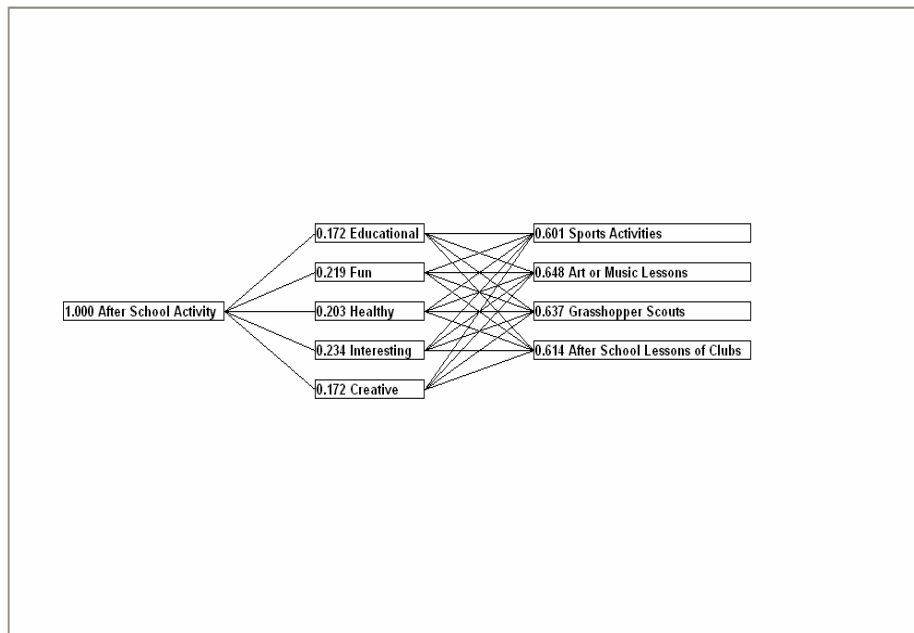 1.000 After School Activity
0.172 Educational
0.219 Fun
0.203 Healthy
0.234 Interesting
0.172 Creative
0.601 Sports Activities
0.648 Art or Music Lessons
0.637 Grasshopper Scouts
0.614 After School Lessons of Clubs